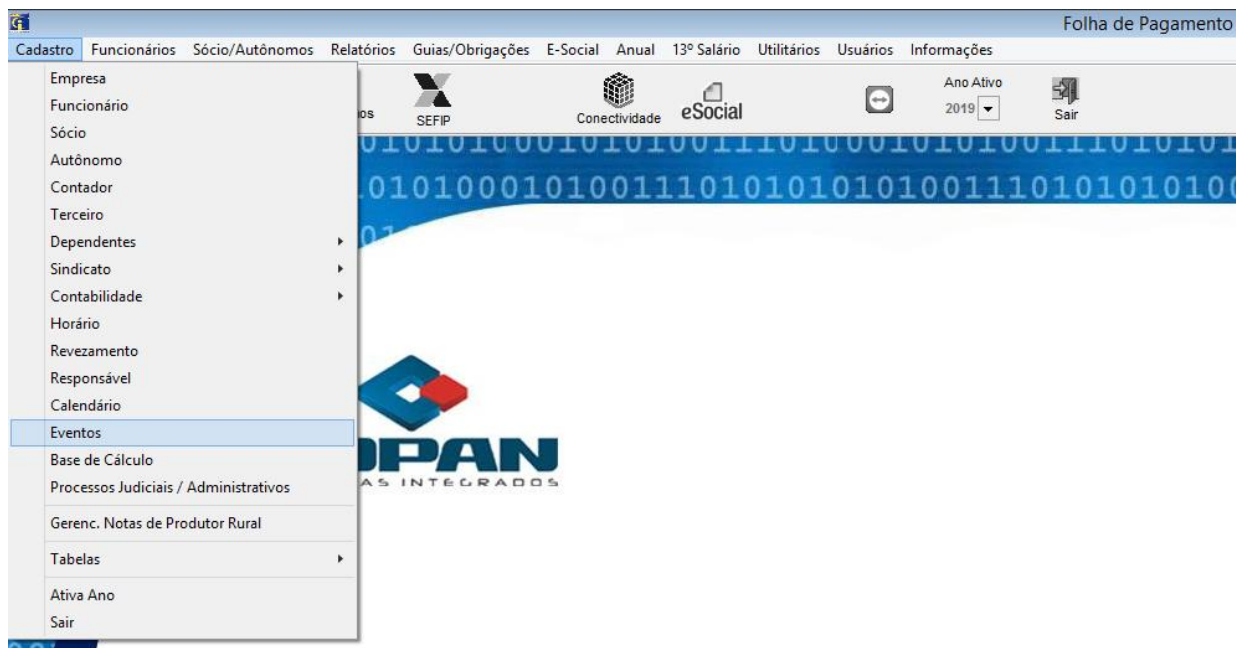 Folha de Pagamento
Cadastro Funcionários Sócio/Autônomos Relatórios Guias/Obrigações E-Social Anual 13º Salário Utilitários Usuários Informações
SEFIP
Conectividade
eSocial
Ano Ativo
2019
Sair
Empresa
Funcionário
Sócio
Autônomo
Contador
Terceiro
Dependentes
Sindicato
Contabilidade
Horário
Revezamento
Responsável
Calendário
Eventos
Base de Cálculo
Processos Judiciais / Administrativos
Gerenc. Notas de Produtor Rural
Tabelas
Ativa Ano
Sair
OPAN
AS INTEGRADOS